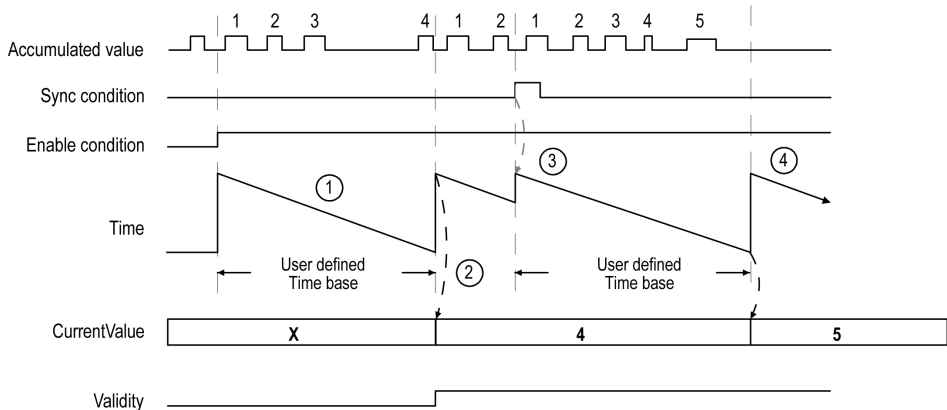 1 2 3 4 1 2 1 2 3 4 5
Accumulated value
Sync condition
Enable condition
1
3
4
Time
User defined
Time base
2
User defined
Time base
CurrentValue
X 4 5
Validity